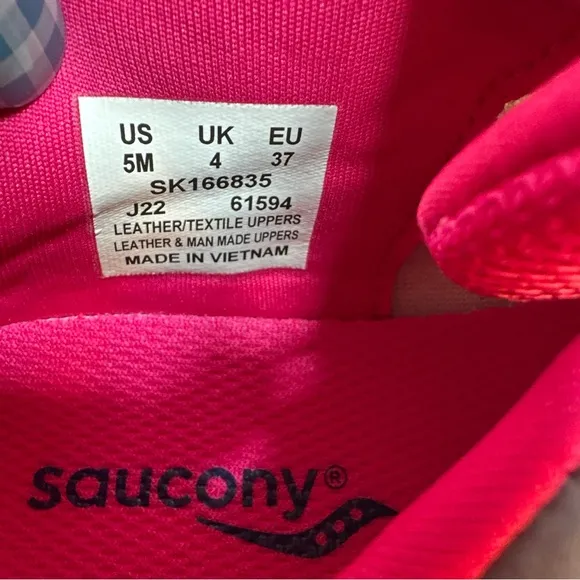 US UK EU
5M 4 37
SK166835
J22 61594
LEATHER/TEXTILE UPPERS
LEATHER & MAN MADE UPPERS
MADE IN VIETNAM
saucony®